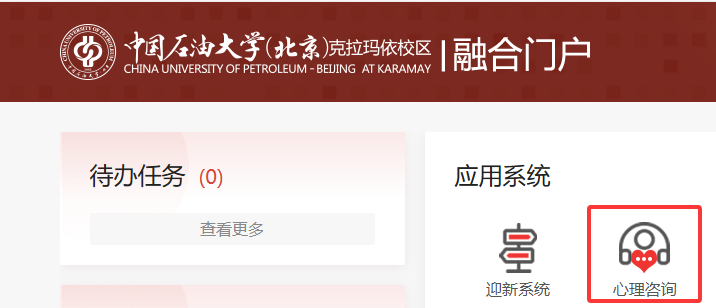 中国石油大学(北京)克拉玛依校区
CHINA UNIVERSITY OF PETROLEUM-BEIJING AT KARAMAY
|融合门户
待办任务 (0)
查看更多
应用系统
迎新系统
心理咨询